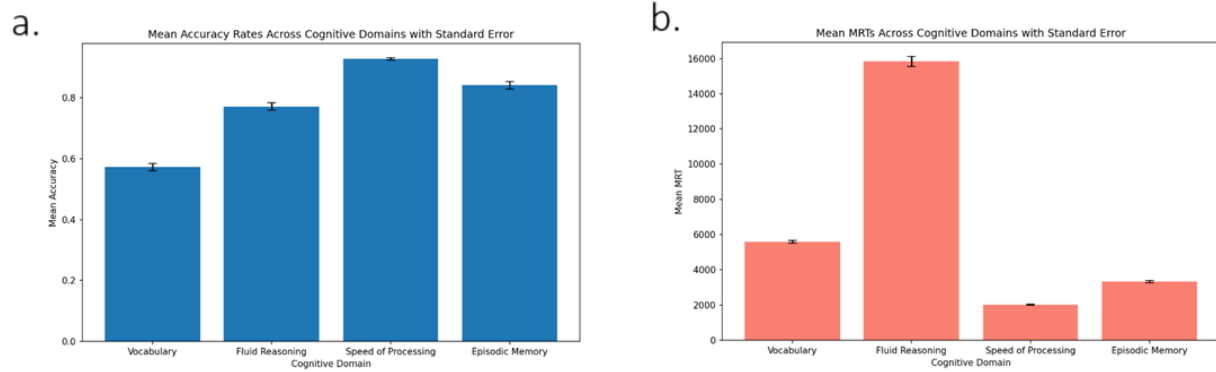 a.
Mean Accuracy Rates Across Cognitive Domains with Standard Error
Mean Accuracy
0.8
0.6
0.4
0.2
0.0
Vocabulary Fluid Reasoning Speed of Processing Episodic Memory
Cognitive Domain
b.
Mean MRTs Across Cognitive Domains with Standard Error
Mean MRT
16000
14000
12000
10000
8000
6000
4000
2000
0
Vocabulary Fluid Reasoning Speed of Processing Episodic Memory
Cognitive Domain